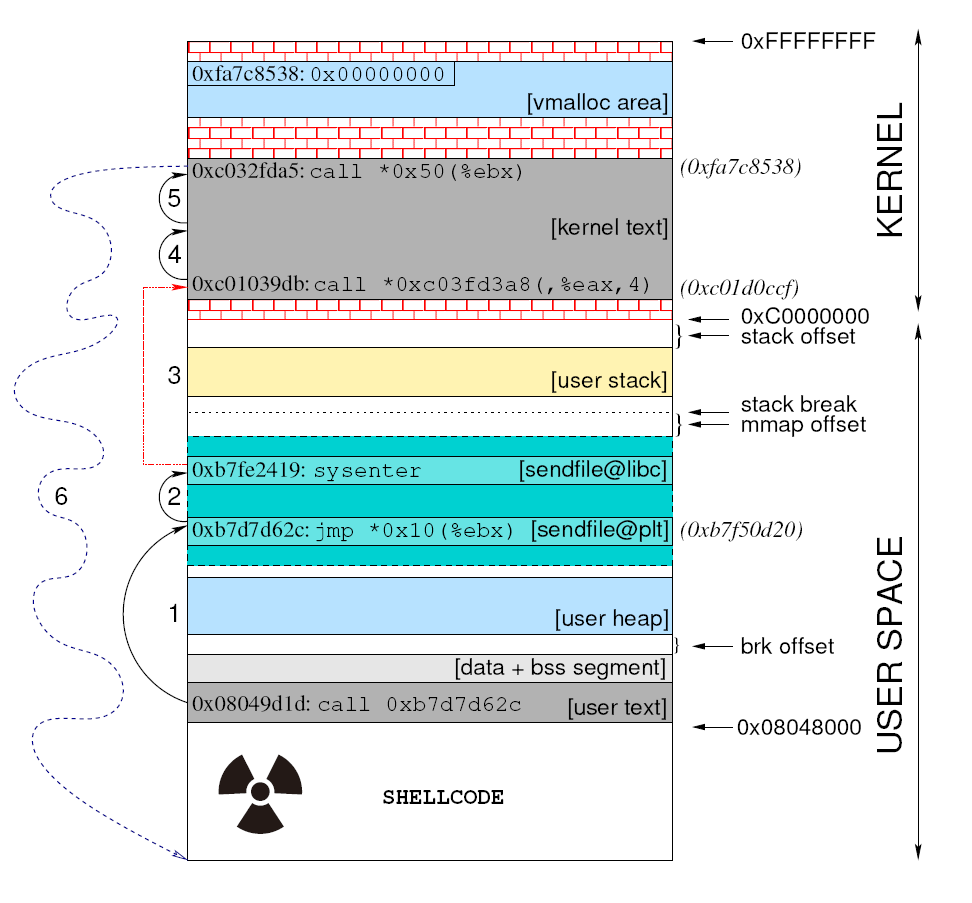 0xFFFFFFFF
0xfa7c8538: 0x00000000
[vmalloc area]
KERNEL
0xc032fda5: call *0x50(%ebx)
(0xfa7c8538)
5
[kernel text]
4
0xc01039db: call *0xc03fd3a8(,%eax,4)
(0xc01d0ccf)
0xC0000000
stack offset
3
[user stack]
stack break
mmap offset
0xb7fe2419: sysenter
[sendfile@libc]
6
2
0xb7d7d62c: jmp *0x10(%ebx)
[sendfile@plt]
(0xb7f50d20)
USER SPACE
1
[user heap]
brk offset
[data + bss segment]
0x08049d1d: call 0xb7d7d62c
[user text]
0x08048000
SHELLCODE